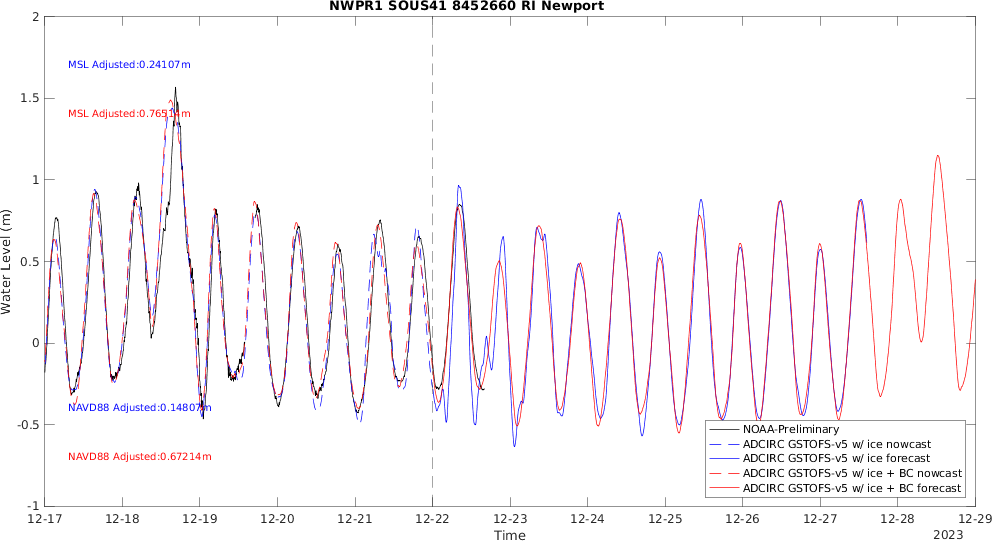 NWPR1 SOUS41 8452660 RI Newport
2
1.5
1
0.5
0
-0.5
-1
Water Level (m)
MSL Adjusted:0.24107m
MSL Adjusted:0.76514m
NAVD88 Adjusted:0.14807m
NAVD88 Adjusted:0.67214m
NOAA-Preliminary
ADCIRC GSTOFS-v5 w/ ice nowcast
ADCIRC GSTOFS-v5 w/ ice forecast
ADCIRC GSTOFS-v5 w/ ice + BC nowcast
ADCIRC GSTOFS-v5 w/ ice + BC forecast
12-17 12-18 12-19 12-20 12-21 12-22 12-23 12-24 12-25 12-26 12-27 12-28 12-29
Time
2023